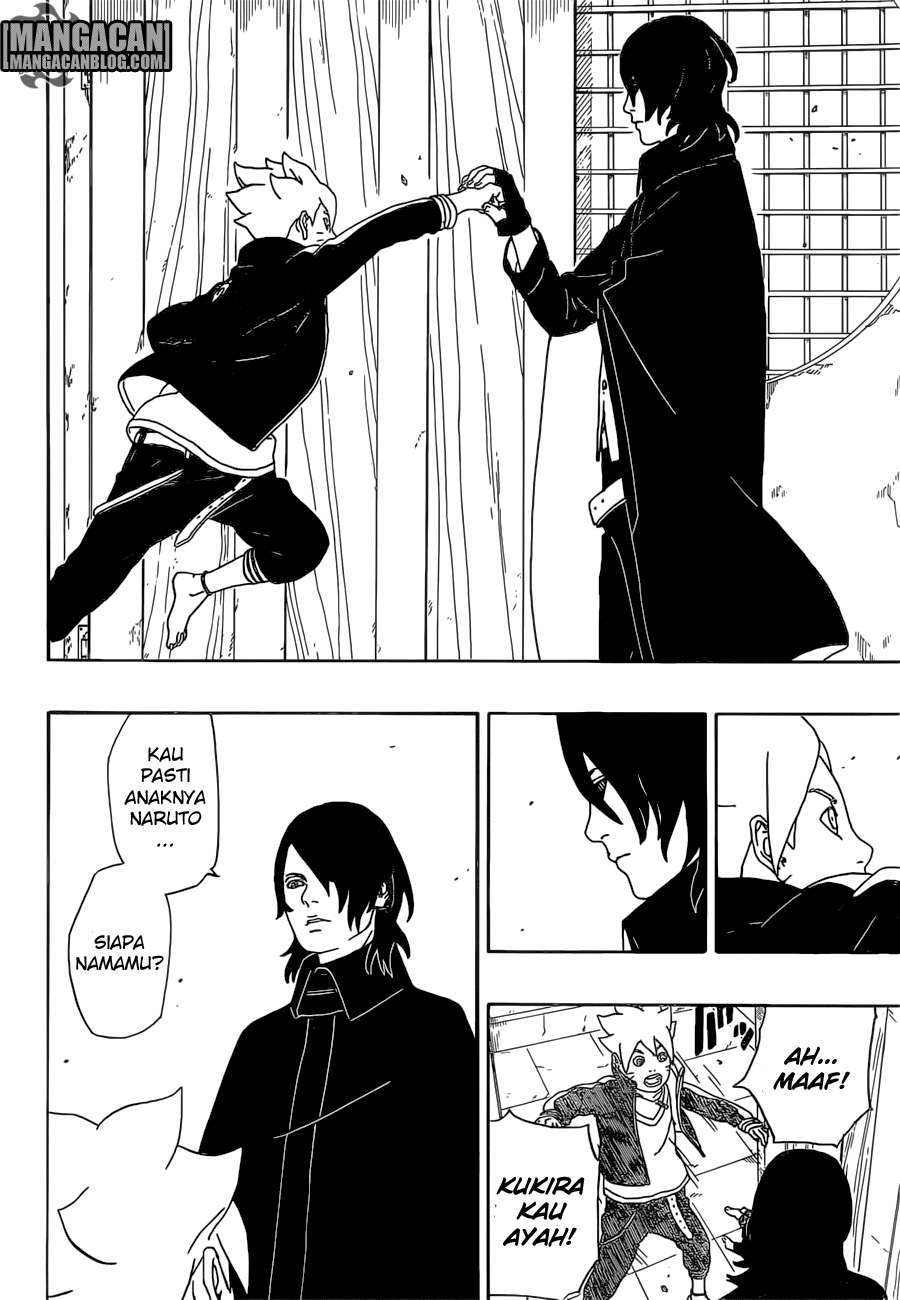 MANGACAN
MANGACANBLOG.COM
AH...
MAAF!
KUKIRA
KAU
AYAH!
KAU
PASTI
ANAKNYA
NARUTO
...
SIAPA
NAMAMU?